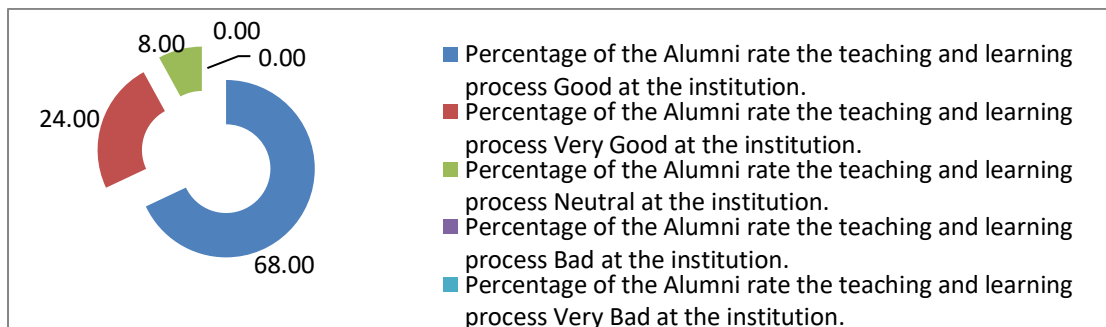 0.00
8.00
0.00
24.00
68.00
Percentage of the Alumni rate the teaching and learning
process Good at the institution.
Percentage of the Alumni rate the teaching and learning
process Very Good at the institution.
Percentage of the Alumni rate the teaching and learning
process Neutral at the institution.
Percentage of the Alumni rate the teaching and learning
process Bad at the institution.
Percentage of the Alumni rate the teaching and learning
process Very Bad at the institution.